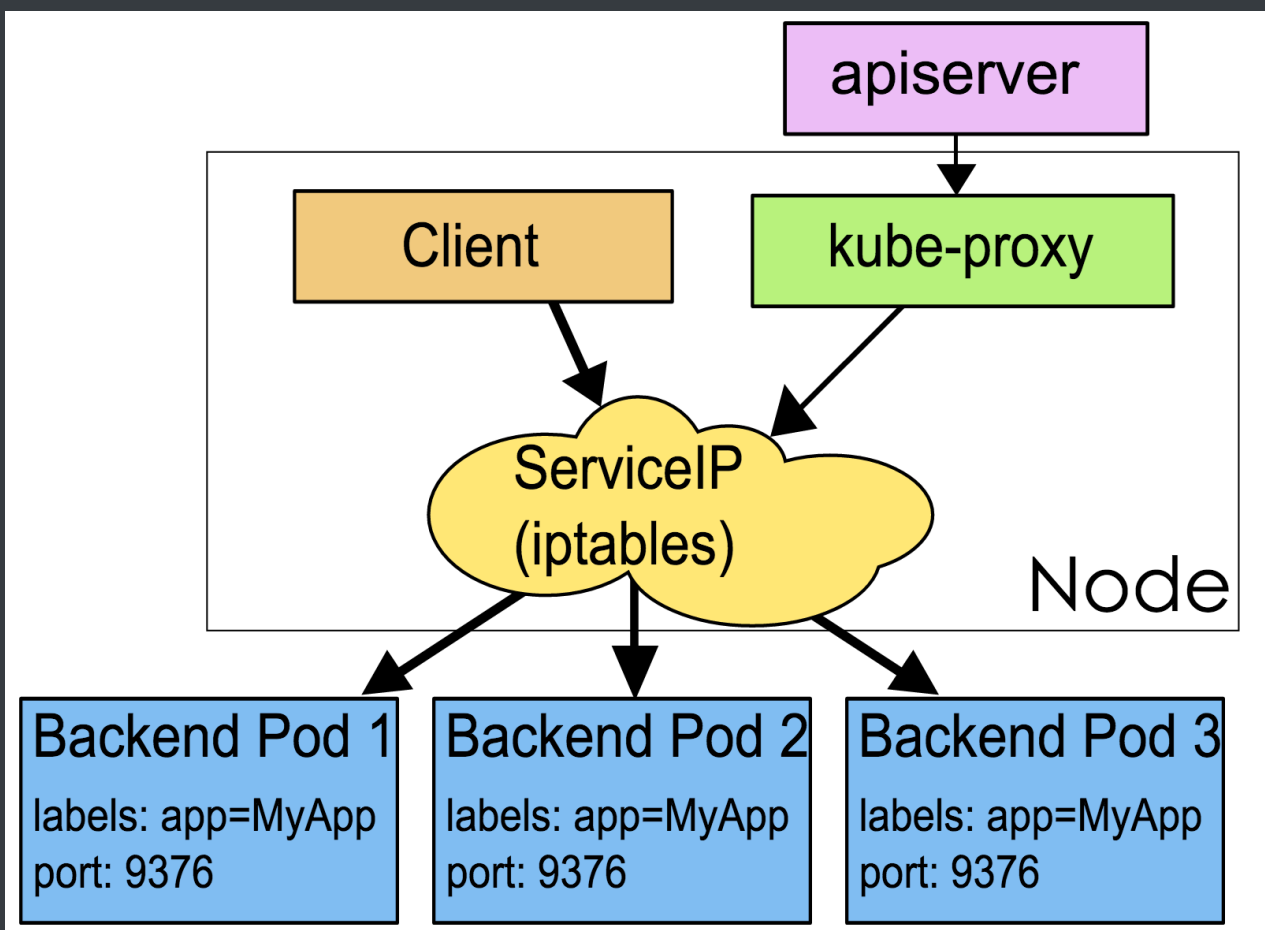 apiserver
Client
kube-proxy
ServiceIP
(iptables)
Node
Backend Pod 1
labels: app=MyApp
port: 9376
Backend Pod 2
labels: app=MyApp
port: 9376
Backend Pod 3
labels: app=MyApp
port: 9376